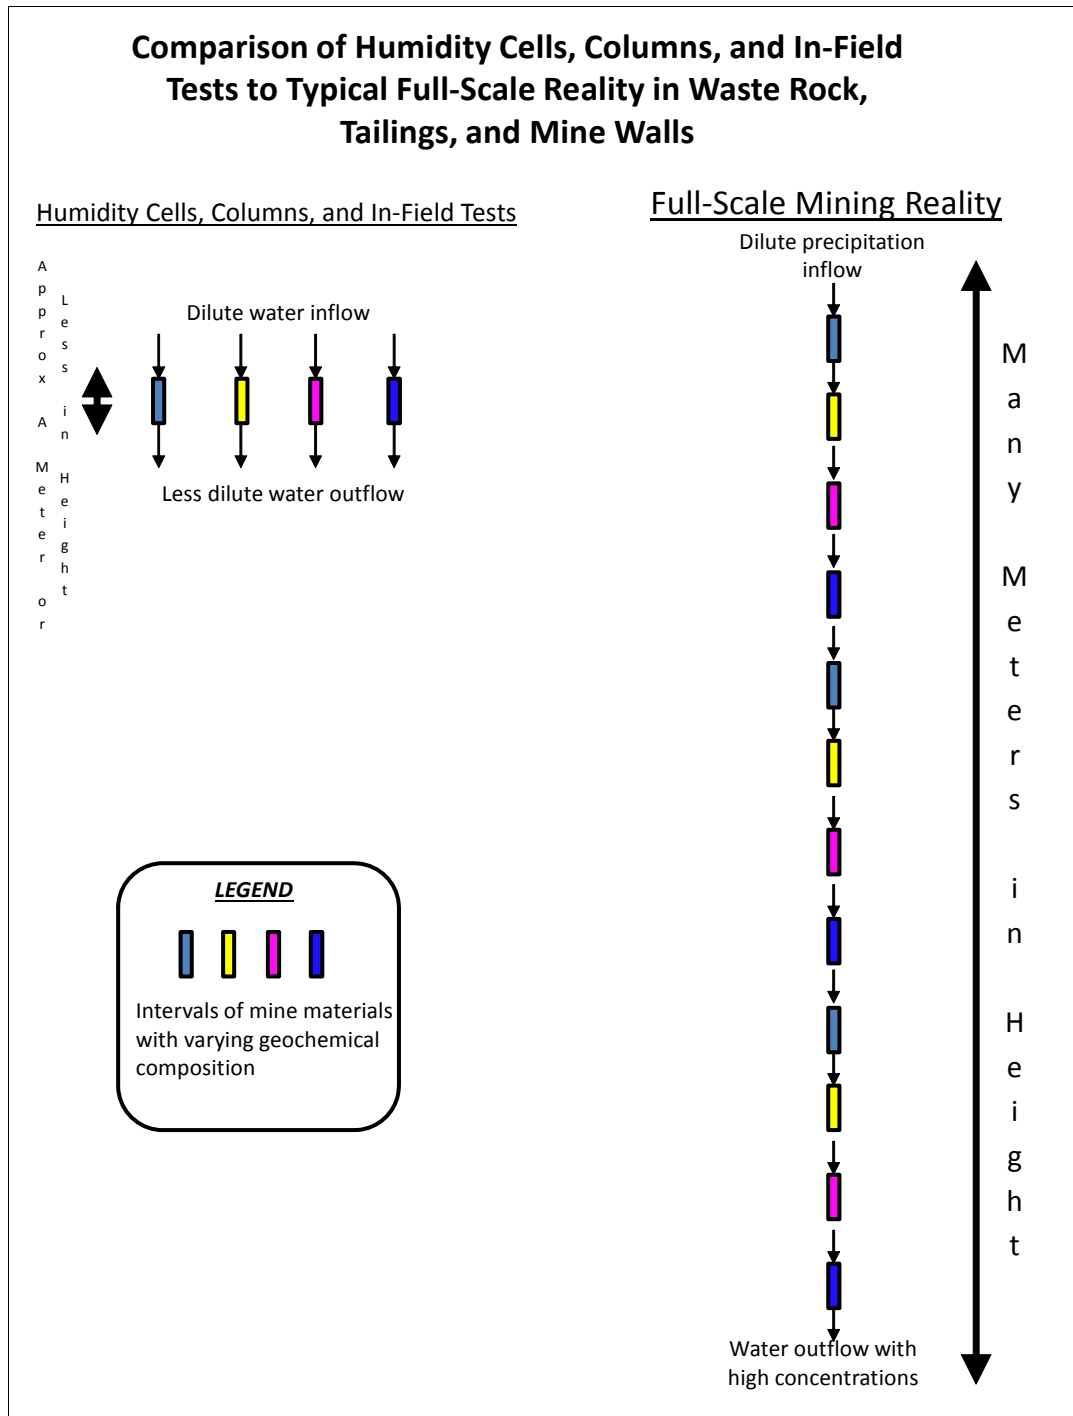 Comparison of Humidity Cells, Columns, and In-Field
Tests to Typical Full-Scale Reality in Waste Rock,
Tailings, and Mine Walls
Humidity Cells, Columns, and In-Field Tests
Approx A Meter or
Less in Height
Dilute water inflow
Less dilute water outflow
Full-Scale Mining Reality
Dilute precipitation
inflow
Many Meters in Height
Water outflow with
high concentrations
LEGEND
Intervals of mine materials
with varying geochemical
composition